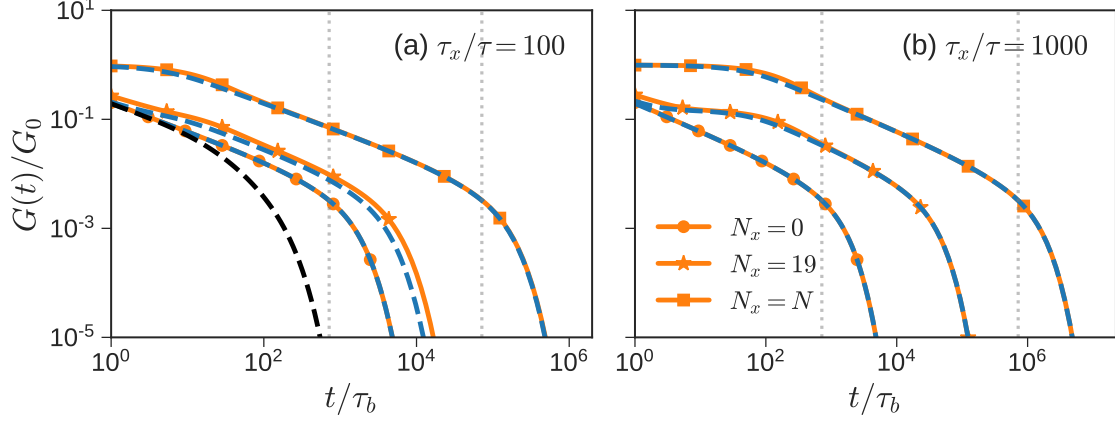 (a) τ_x/τ = 100
G(t)/G_0
10^1
10^{-1}
10^{-3}
10^{-5}
10^0 10^2 10^4 10^6
t/τ_b
(b) τ_x/τ = 1000
N_x = 0
N_x = 19
N_x = N
10^0 10^2 10^4 10^6
t/τ_b